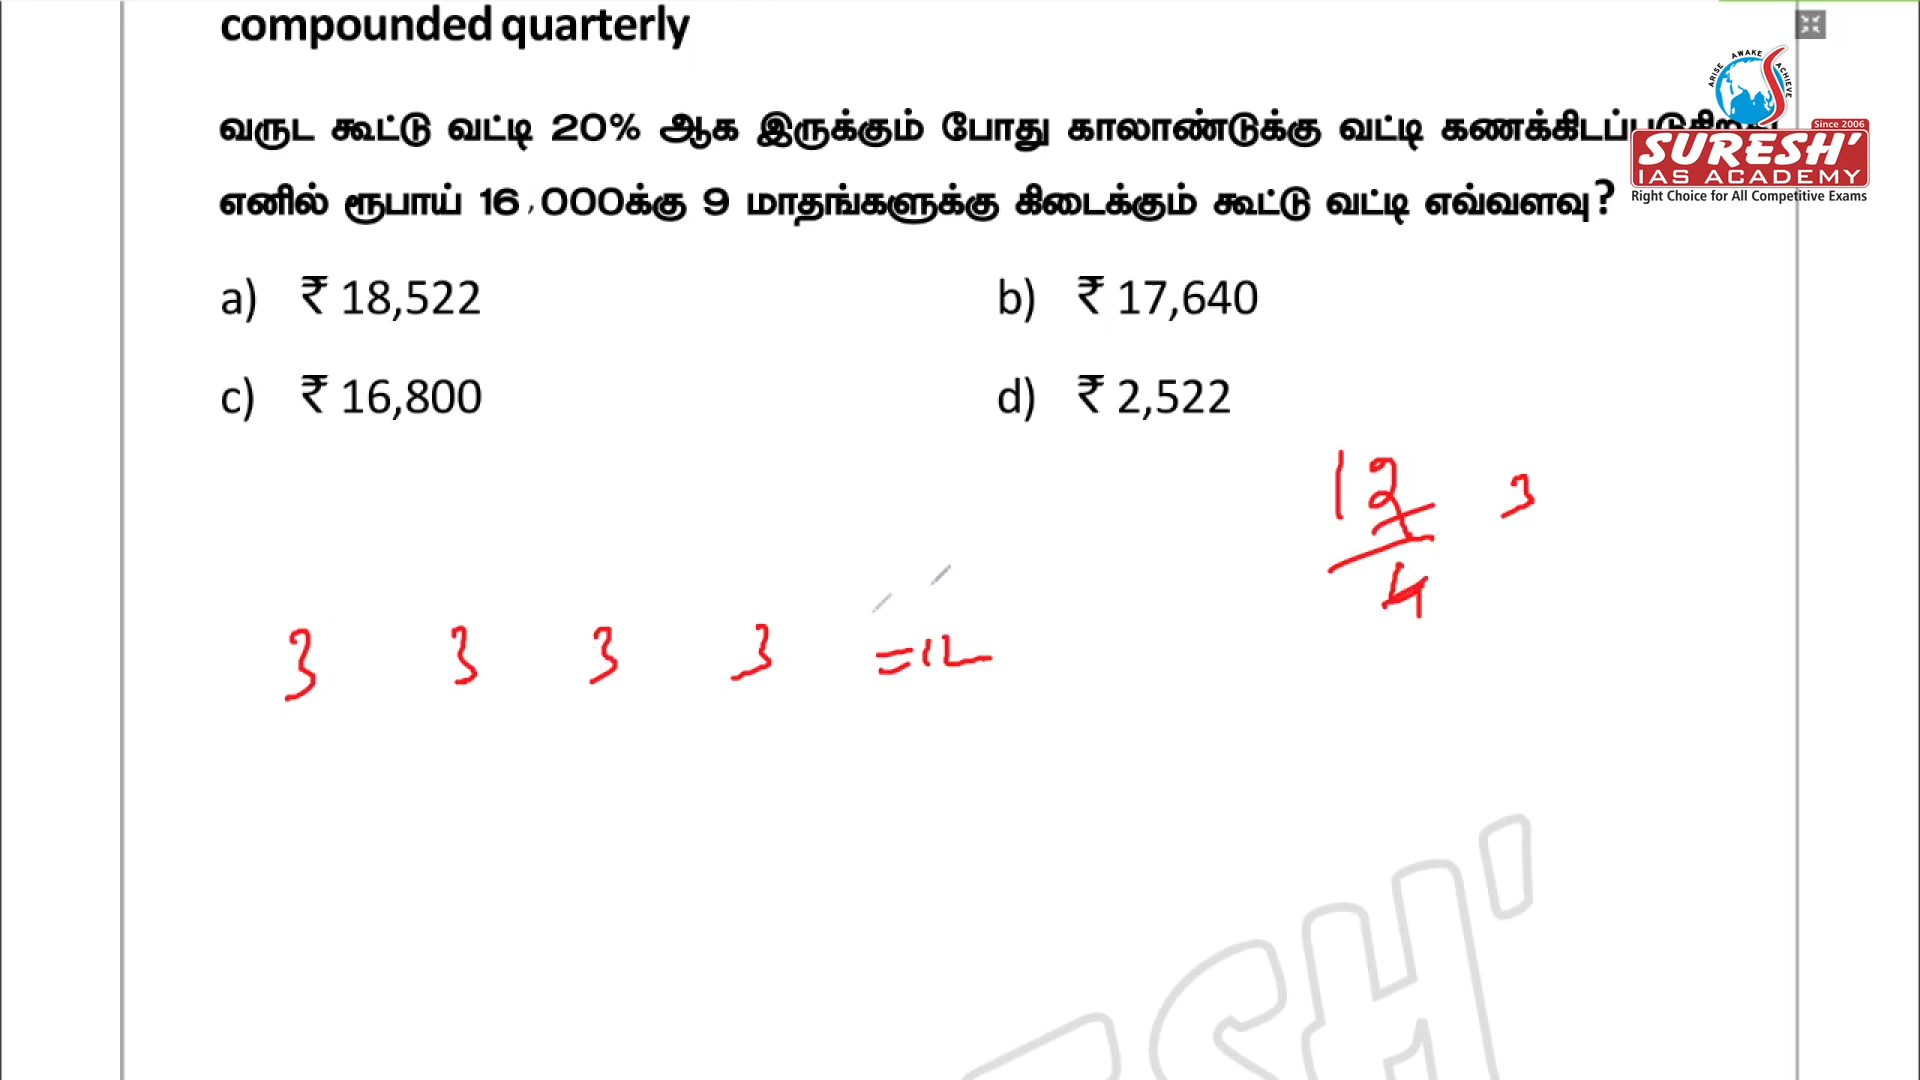 compounded quarterly
வருட கூட்டு வட்டி 20% ஆக இருக்கும் போது காலாண்டுக்கு வட்டி கணக்கிடப்படுகிறது
எனில் ரூபாய் 16,000க்கு 9 மாதங்களுக்கு கிடைக்கும் கூட்டு வட்டி எவ்வளவு?
a) ₹ 18,522 b) ₹ 17,640
c) ₹ 16,800 d) ₹ 2,522
12 3
4
3 3 3 3 =12
ARISE AWAKE ACHIEVE
Since 2006
SURESH'
IAS ACADEMY
Right Choice for All Competitive Exams